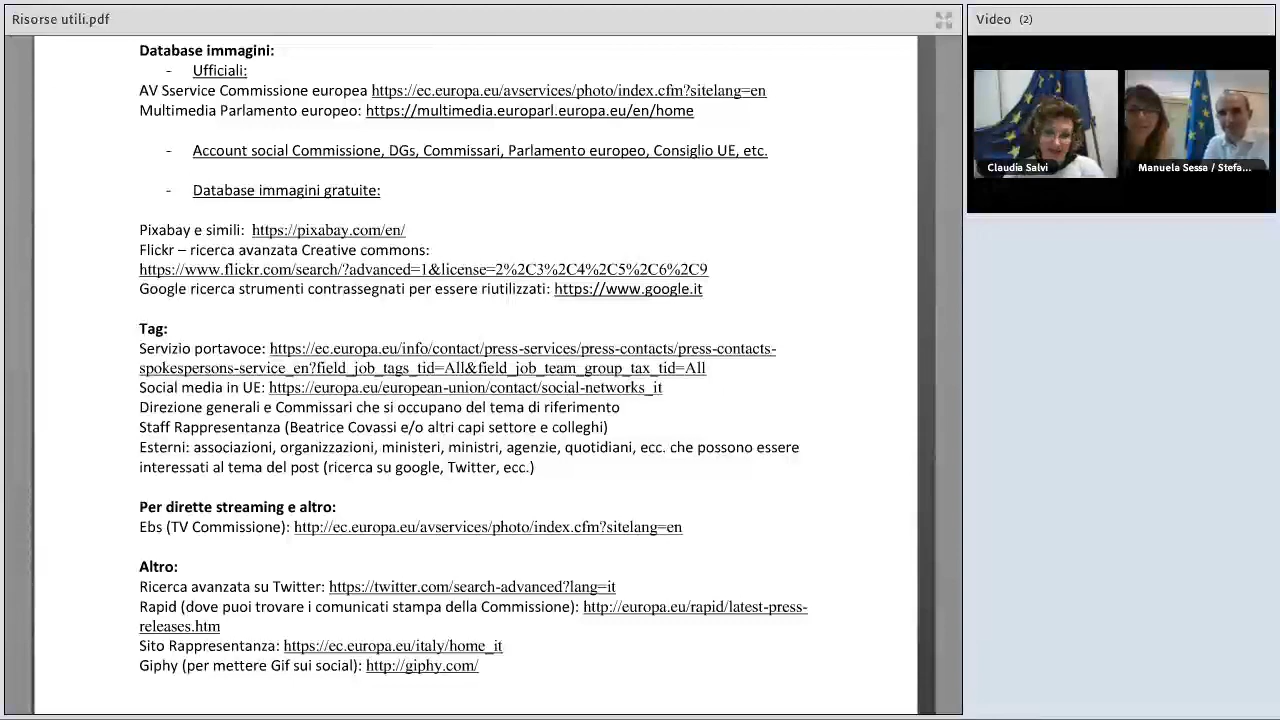 Risorse utili.pdf
Video (2)
Database immagini:
- Ufficiali:
AV Sservice Commissione europea https://ec.europa.eu/avservices/photo/index.cfm?sitelang=en
Multimedia Parlamento europeo: https://multimedia.europarl.europa.eu/en/home
- Account social Commissione, DGs, Commissari, Parlamento europeo, Consiglio UE, etc.
- Database immagini gratuite:
Pixabay e simili: https://pixabay.com/en/
Flickr – ricerca avanzata Creative commons:
https://www.flickr.com/search/?advanced=1&license=2%2C3%2C4%2C5%2C6%2C9
Google ricerca strumenti contrassegnati per essere riutilizzati: https://www.google.it
Tag:
Servizio portavoce: https://ec.europa.eu/info/contact/press-services/press-contacts/press-contacts-
spokespersons-service_en?field_job_tags_tid=All&field_job_team_group_tax_tid=All
Social media in UE: https://europa.eu/european-union/contact/social-networks_it
Direzione generali e Commissari che si occupano del tema di riferimento
Staff Rappresentanza (Beatrice Covassi e/o altri capi settore e colleghi)
Esterni: associazioni, organizzazioni, ministeri, ministri, agenzie, quotidiani, ecc. che possono essere
interessati al tema del post (ricerca su google, Twitter, ecc.)
Per dirette streaming e altro:
Ebs (TV Commissione): http://ec.europa.eu/avservices/photo/index.cfm?sitelang=en
Altro:
Ricerca avanzata su Twitter: https://twitter.com/search-advanced?lang=it
Rapid (dove puoi trovare i comunicati stampa della Commissione): http://europa.eu/rapid/latest-press-
releases.htm
Sito Rappresentanza: https://ec.europa.eu/italy/home_it
Giphy (per mettere Gif sui social): http://giphy.com/
Claudia Salvi
Manuela Sessa / Stefa...